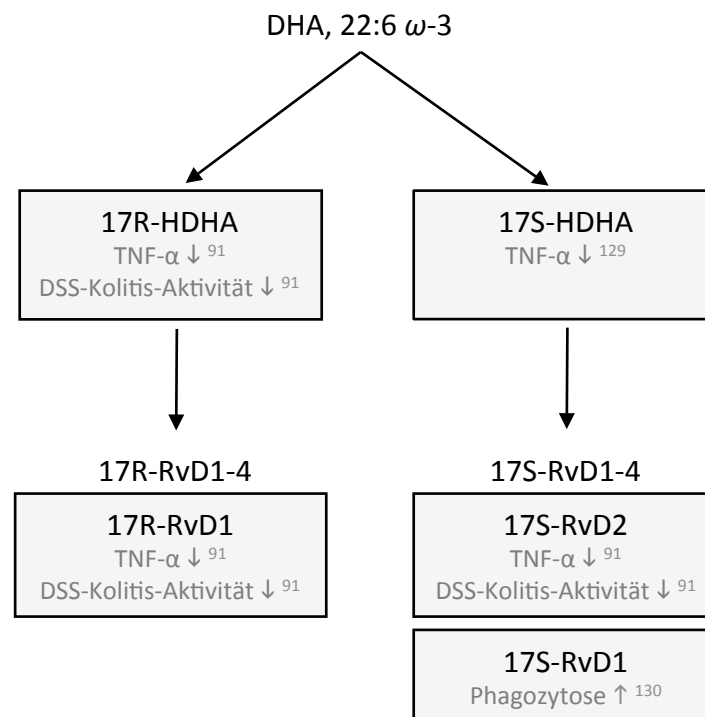 DHA, 22:6 ω-3
17R-HDHA
TNF-α ↓ 91
DSS-Kolitis-Aktivität ↓ 91
17S-HDHA
TNF-α ↓ 129
17R-RvD1-4
17R-RvD1
TNF-α ↓ 91
DSS-Kolitis-Aktivität ↓ 91
17S-RvD1-4
17S-RvD2
TNF-α ↓ 91
DSS-Kolitis-Aktivität ↓ 91
17S-RvD1
Phagozytose ↑ 130